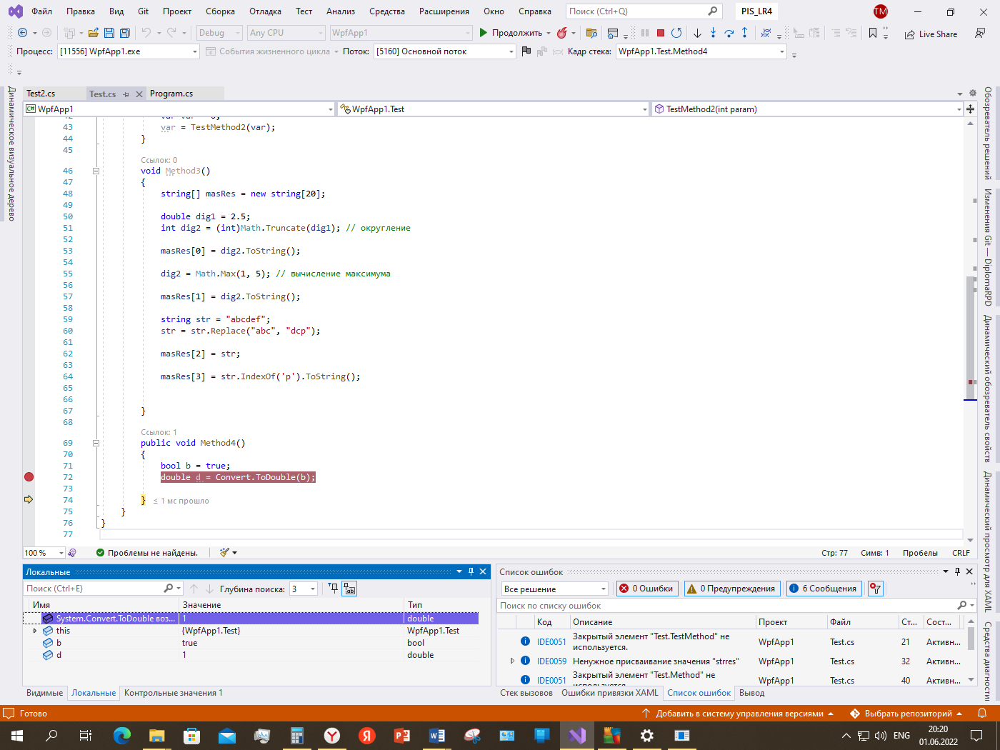 Файл Правка Вид Git Проект Сборка Отладка Тест Анализ Средства Расширения Окно Справка Поиск (Ctrl+Q) PIS_LR4 TM
Debug Any CPU WpfApp1 Продолжить Live Share
Процесс: [11556] WpfApp1.exe События жизненного цикла Поток: [5160] Основной поток Кадр стека: WpfApp1.Test.Method4
Test2.cs Test.cs Program.cs
WpfApp1 WpfApp1.Test TestMethod2(int param)
43 var = TestMethod2(var);
44 }
45
Ссылок: 0
46 void Method3()
47 {
48 string[] masRes = new string[20];
49
50 double dig1 = 2.5;
51 int dig2 = (int)Math.Truncate(dig1); // округление
52
53 masRes[0] = dig2.ToString();
54
55 dig2 = Math.Max(1, 5); // вычисление максимума
56
57 masRes[1] = dig2.ToString();
58
59 string str = "abcdef";
60 str = str.Replace("abc", "dcp");
61
62 masRes[2] = str;
63
64 masRes[3] = str.IndexOf('p').ToString();
65
66
67 }
68
Ссылок: 1
69 public void Method4()
70 {
71 bool b = true;
72 double d = Convert.ToDouble(b);
73
74 } ≤ 1 мс прошло
75 }
76 }
77
100 % Проблемы не найдены. Стр: 77 Симв: 1 Пробелы CRLF
Динамическое визуальное дерево
Обозреватель решений
Изменения Git — DiplomaRPD
Динамический обозреватель свойств
Динамический просмотр для XAML
Средства диагностики
Локальные
Поиск (Ctrl+E) Глубина поиска: 3
Имя Значение Тип
System.Convert.ToDouble воз... 1 double
this {WpfApp1.Test} WpfApp1.Test
b true bool
d 1 double
Видимые Локальные Контрольные значения 1
Список ошибок
Все решение 0 Ошибки 0 Предупреждения 6 Сообщения
Поиск по списку ошибок
Код Описание Проект Файл Ст... Сост...
IDE0051 Закрытый элемент "Test.TestMethod" не используется. WpfApp1 Test.cs 21 Активн...
IDE0059 Ненужное присваивание значения "strres" WpfApp1 Test.cs 32 Активн...
IDE0051 Закрытый элемент "Test.Method" не используется. WpfApp1 Test.cs 40 Активн...
Стек вызовов Ошибки привязки XAML Список ошибок Вывод
Готово Добавить в систему управления версиями Выбрать репозиторий
ENG 20:20
01.06.2022